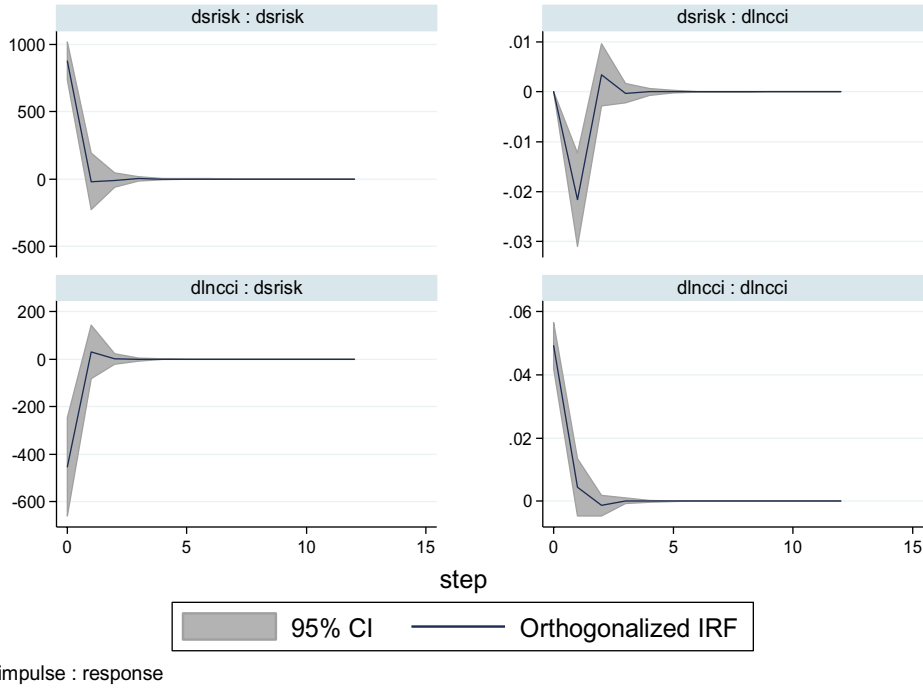 dsrisk : dsrisk
dsrisk : dlncci
1000
500
0
-500
.01
0
-.01
-.02
-.03
dlncci : dsrisk
dlncci : dlncci
200
0
-200
-400
-600
.06
.04
.02
0
0 5 10 15
0 5 10 15
step
95% CI Orthogonalized IRF
impulse : response